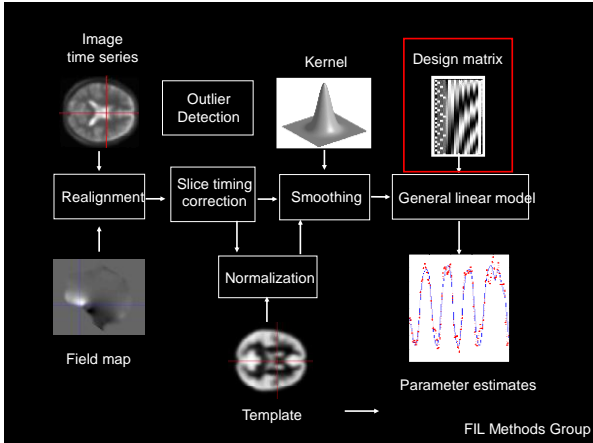 Image
time series
Kernel
Design matrix
Outlier
Detection
Realignment
Slice timing
correction
Smoothing
General linear model
Normalization
Field map
Template
Parameter estimates
FIL Methods Group